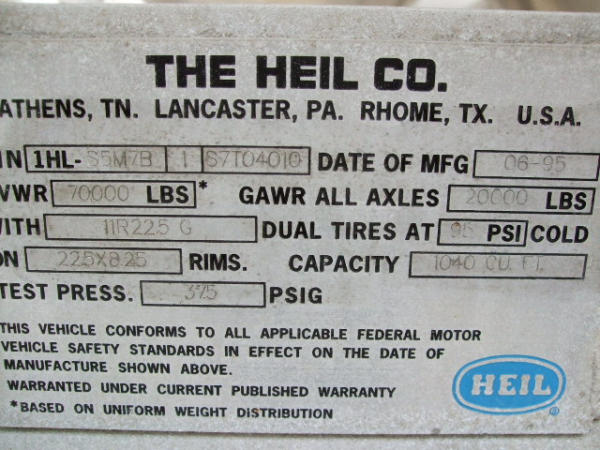 THE HEIL CO.
ATHENS, TN. LANCASTER, PA. RHOME, TX. U.S.A.
IN 1HL- S5M7B 1 S7T04010 DATE OF MFG 06-95
VWR 70000 LBS* GAWR ALL AXLES 20000 LBS
WITH 11R22.5 G DUAL TIRES AT 95 PSI COLD
ON 22.5X8.25 RIMS. CAPACITY 1040 CU. FT.
TEST PRESS. 37.5 PSIG
THIS VEHICLE CONFORMS TO ALL APPLICABLE FEDERAL MOTOR
VEHICLE SAFETY STANDARDS IN EFFECT ON THE DATE OF
MANUFACTURE SHOWN ABOVE.
WARRANTED UNDER CURRENT PUBLISHED WARRANTY
*BASED ON UNIFORM WEIGHT DISTRIBUTION
HEIL ®